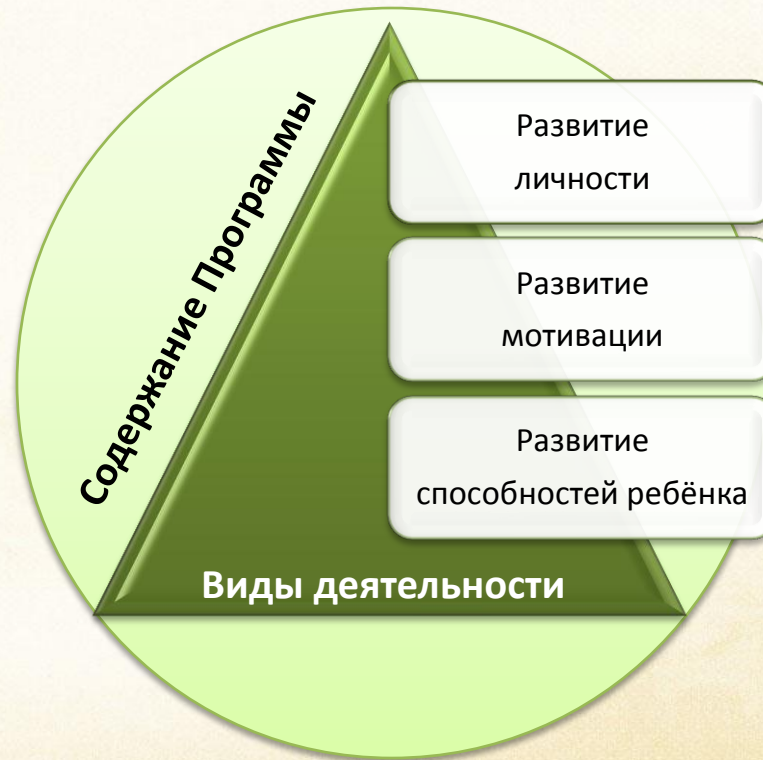 Содержание Программы
Развитие
личности
Развитие
мотивации
Развитие
способностей ребёнка
Виды деятельности